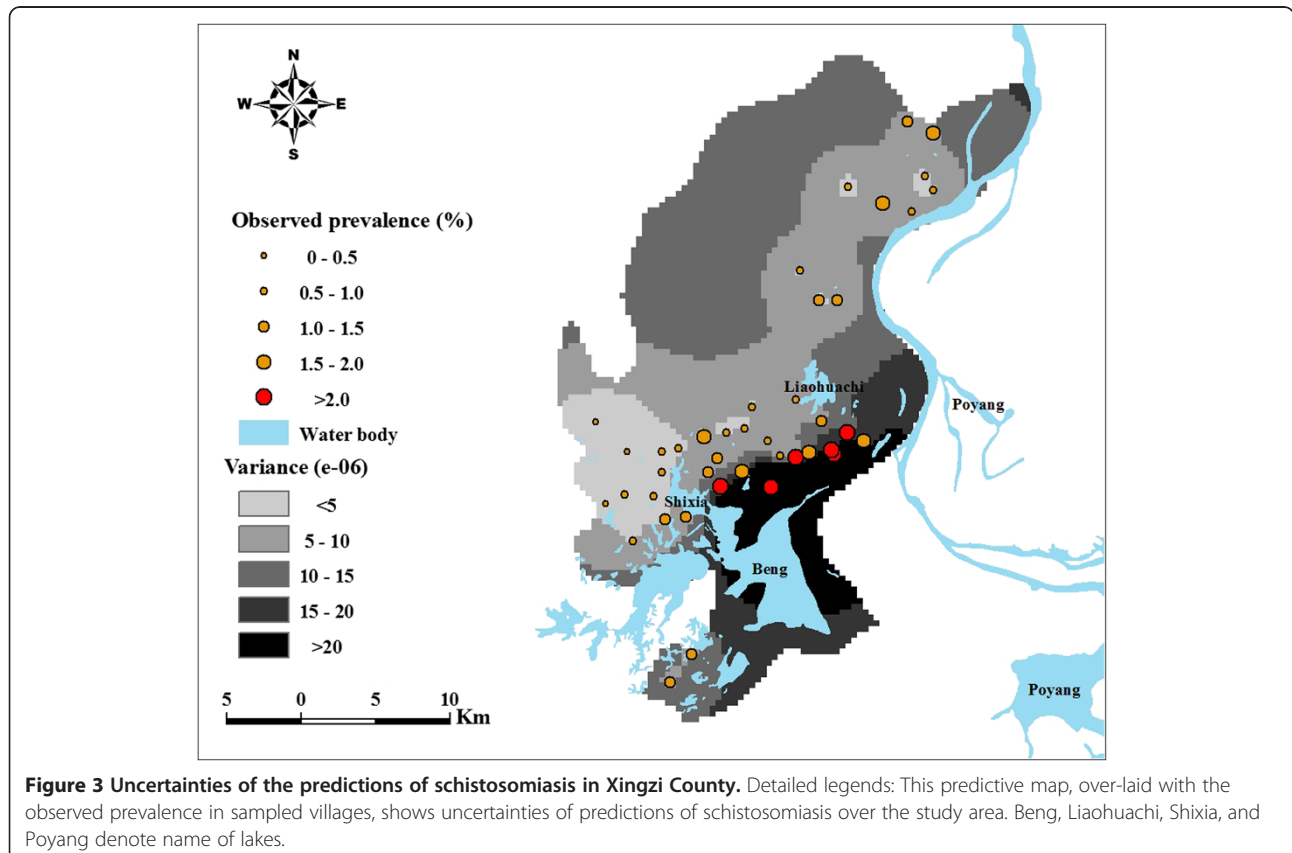 N
W E
S
Observed prevalence (%)
0 - 0.5
0.5 - 1.0
1.0 - 1.5
1.5 - 2.0
>2.0
Water body
Variance (e-06)
<5
5 - 10
10 - 15
15 - 20
>20
5 0 5 10
Km
Liaohuachi
Poyang
Shixia
Beng
Poyang
Figure 3 Uncertainties of the predictions of schistosomiasis in Xingzi County. Detailed legends: This predictive map, over-laid with the
observed prevalence in sampled villages, shows uncertainties of predictions of schistosomiasis over the study area. Beng, Liaohuachi, Shixia, and
Poyang denote name of lakes.